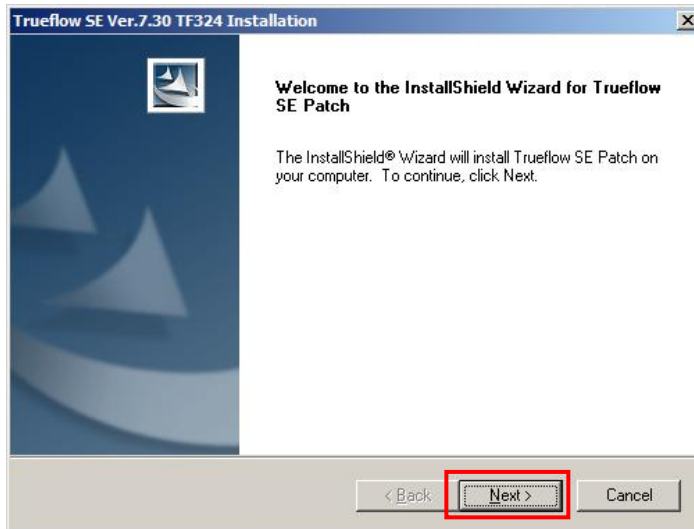 Trueflow SE Ver.7.30 TF324 Installation
Welcome to the InstallShield Wizard for Trueflow
SE Patch
The InstallShield® Wizard will install Trueflow SE Patch on
your computer. To continue, click Next.
< Back
Next >
Cancel